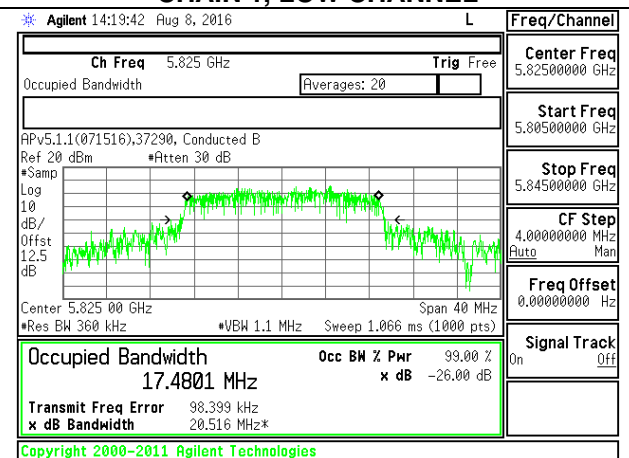 Agilent 14:19:42 Aug 8, 2016 L
Freq/Channel
Ch Freq 5.825 GHz Trig Free
Occupied Bandwidth Averages: 20
APv5.1.1(071516),37290, Conducted B
Ref 20 dBm #Atten 30 dB
#Samp
Log
10
dB/
Offst
12.5
dB
Center 5.825 00 GHz Span 40 MHz
#Res BW 360 kHz #VBW 1.1 MHz Sweep 1.066 ms (1000 pts)
Occupied Bandwidth Occ BW % Pwr 99.00 %
17.4801 MHz x dB -26.00 dB
Transmit Freq Error 98.399 kHz
x dB Bandwidth 20.516 MHz*
Copyright 2000-2011 Agilent Technologies
Center Freq
5.82500000 GHz
Start Freq
5.80500000 GHz
Stop Freq
5.84500000 GHz
CF Step
4.00000000 MHz
Auto Man
Freq Offset
0.00000000 Hz
Signal Track
On Off